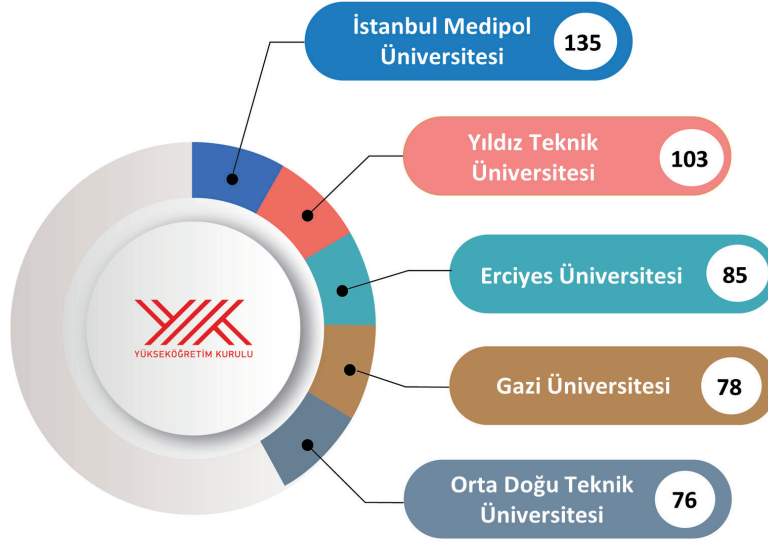 İstanbul Medipol
Üniversitesi
135
Yıldız Teknik
Üniversitesi
103
Erciyes Üniversitesi
85
YÜKSEKÖĞRETİM KURULU
Gazi Üniversitesi
78
Orta Doğu Teknik
Üniversitesi
76